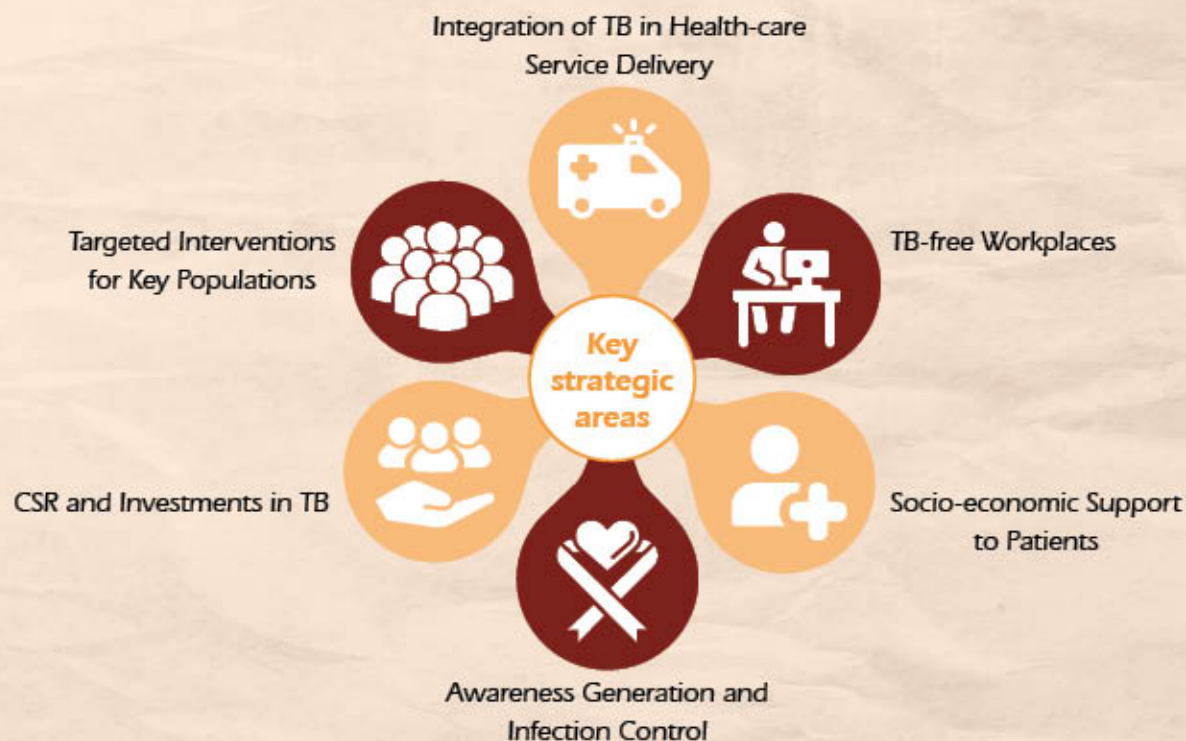 Integration of TB in Health-care
Service Delivery
Targeted Interventions
for Key Populations
TB-free Workplaces
Key
strategic
areas
CSR and Investments in TB
Socio-economic Support
to Patients
Awareness Generation and
Infection Control